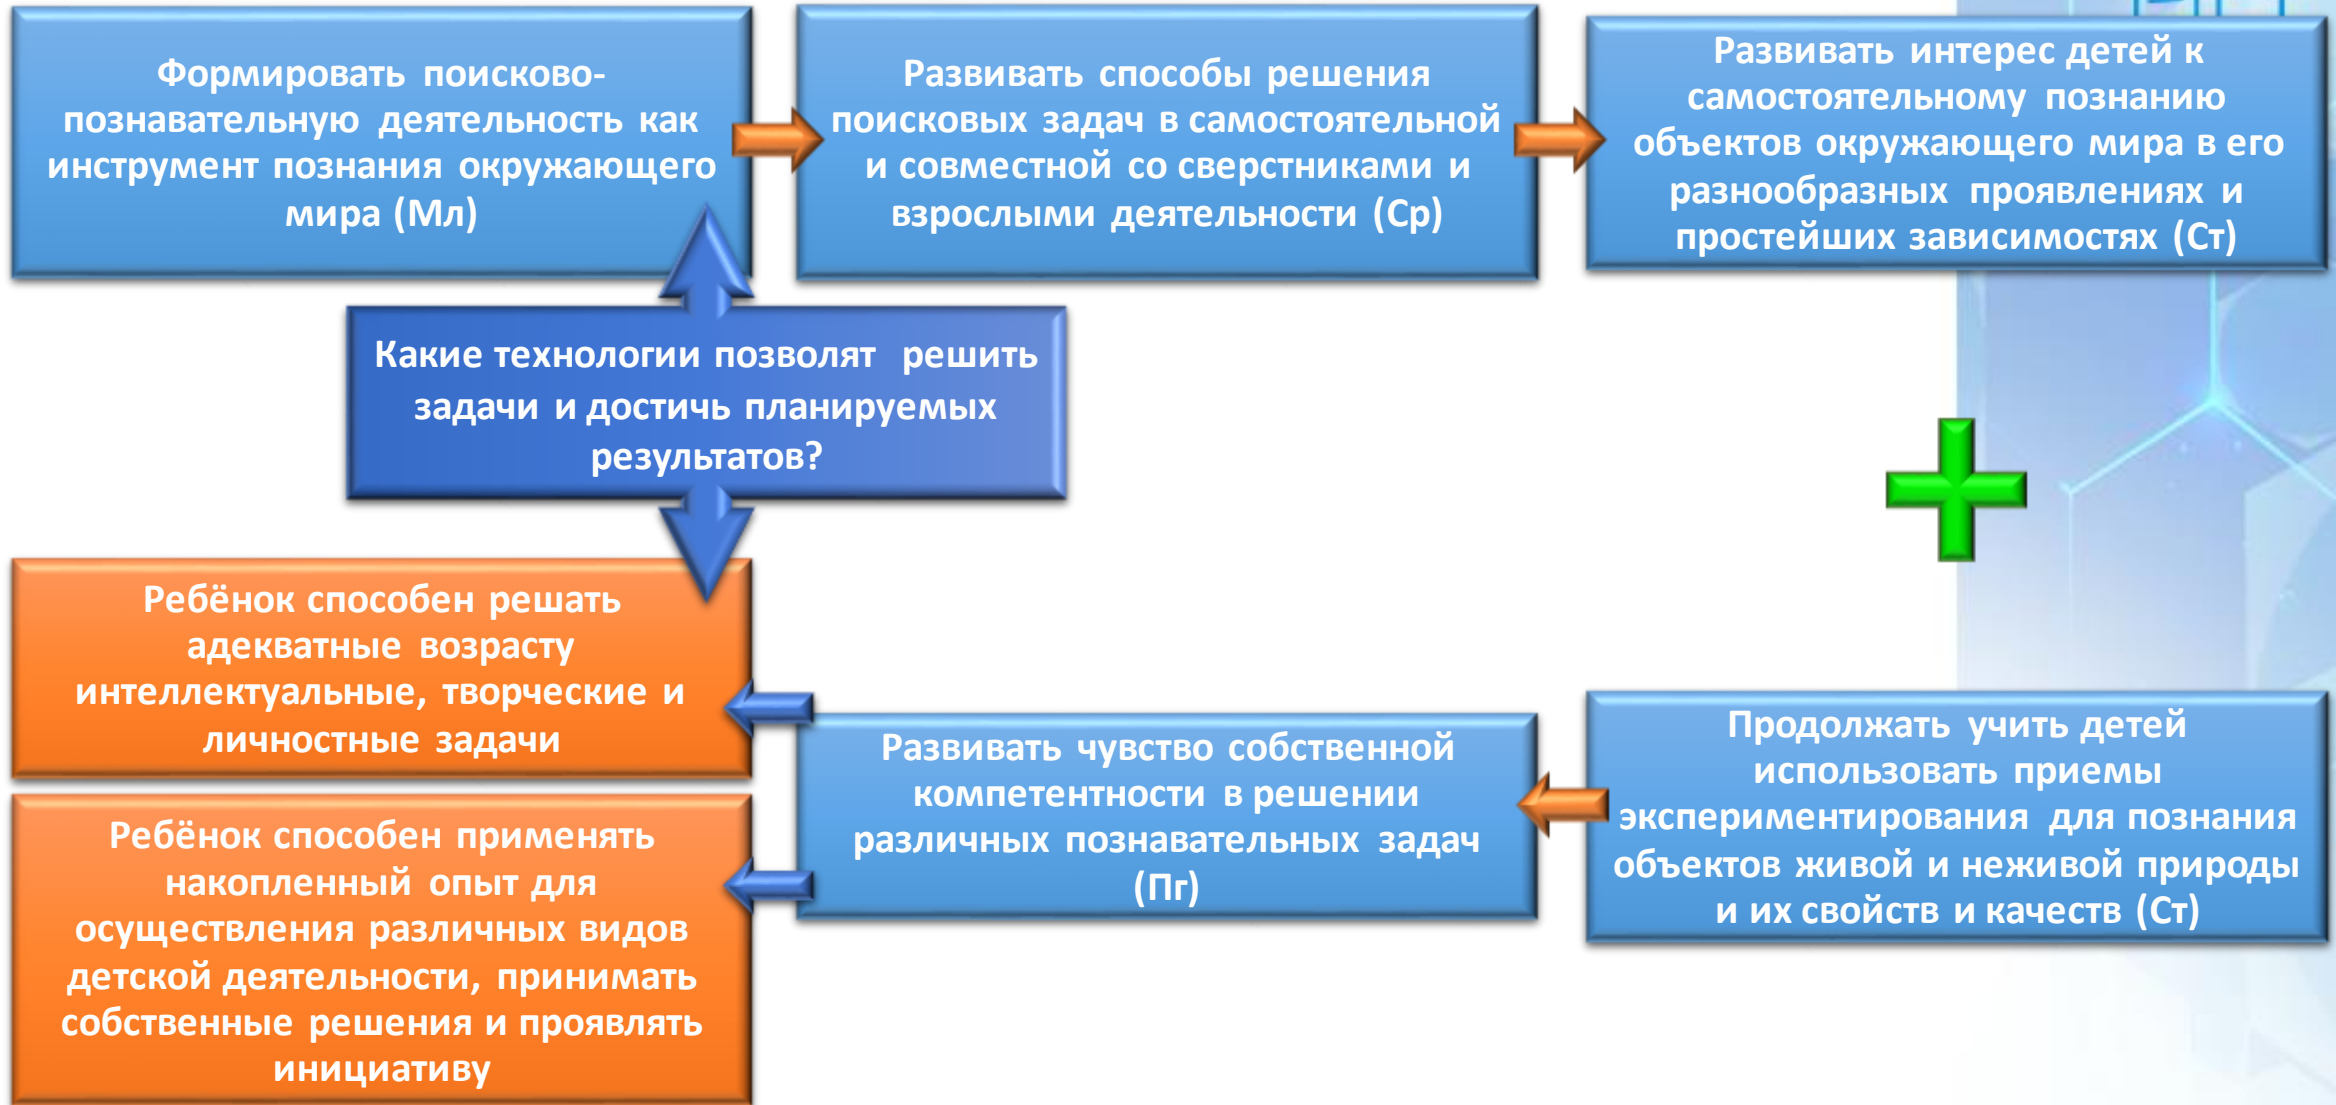 Формировать поисково-
познавательную деятельность как
инструмент познания окружающего
мира (Мл)
Развивать способы решения
поисковых задач в самостоятельной
и совместной со сверстниками и
взрослыми деятельности (Ср)
Развивать интерес детей к
самостоятельному познанию
объектов окружающего мира в его
разнообразных проявлениях и
простейших зависимостях (Ст)
Какие технологии позволят решить
задачи и достичь планируемых
результатов?
Ребёнок способен решать
адекватные возрасту
интеллектуальные, творческие и
личностные задачи
Развивать чувство собственной
компетентности в решении
различных познавательных задач
(Пг)
Продолжать учить детей
использовать приемы
экспериментирования для познания
объектов живой и неживой природы
и их свойств и качеств (Ст)
Ребёнок способен применять
накопленный опыт для
осуществления различных видов
детской деятельности, принимать
собственные решения и проявлять
инициативу